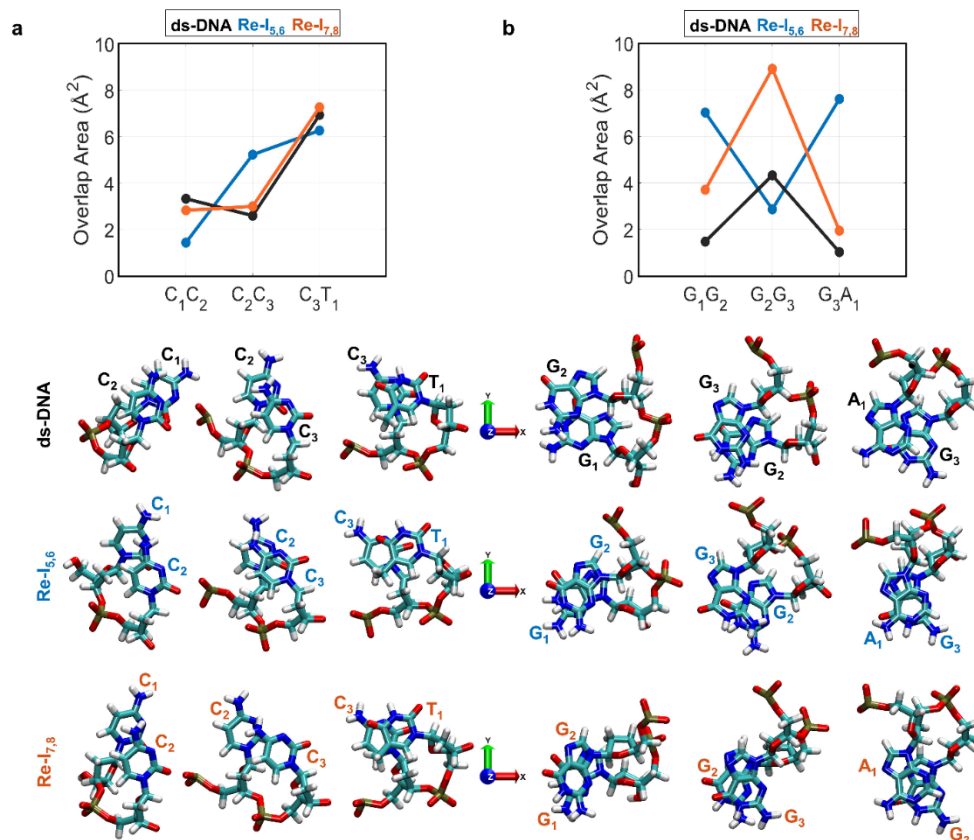 a
ds-DNA Re-I5,6 Re-I7,8
Overlap Area (Å2)
10
8
6
4
2
0
C1C2
C2C3
C3T1
b
ds-DNA Re-I5,6 Re-I7,8
Overlap Area (Å2)
10
8
6
4
2
0
G1G2
G2G3
G3A1
ds-DNA
C2
C1
C2
C3
C3
T1
Y
Z
X
G2
G1
G3
G2
A1
G3
Re-I5,6
C1
C2
C2
C3
C3
T1
Y
Z
X
G2
G1
G3
G2
A1
G3
Re-I7,8
C1
C2
C2
C3
C3
T1
Y
Z
X
G2
G1
G2
G3
A1
G3